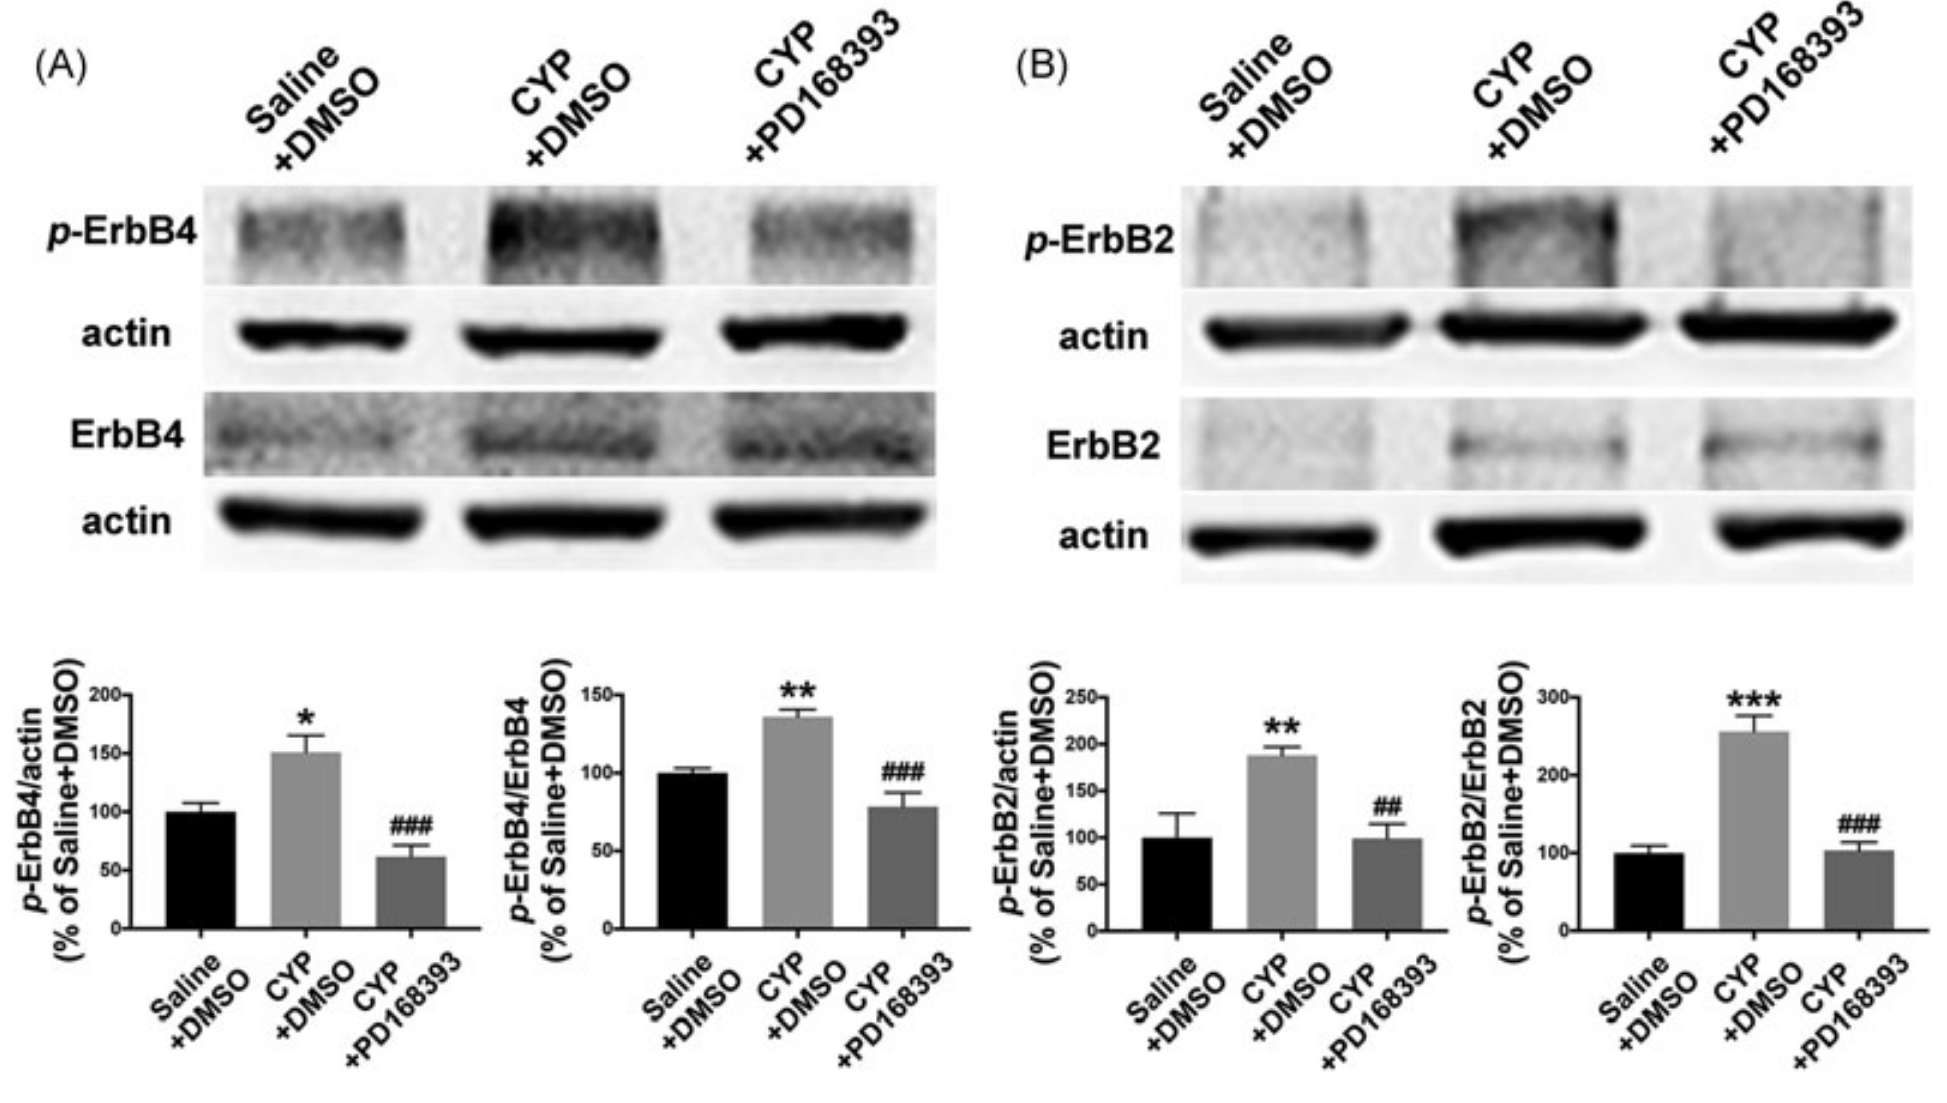 (A)
Saline
+DMSO
CYP
+DMSO
CYP
+PD168393
p-ErbB4
actin
ErbB4
actin
(B)
Saline
+DMSO
CYP
+DMSO
CYP
+PD168393
p-ErbB2
actin
ErbB2
actin
p-ErbB4/actin
(% of Saline+DMSO)
200
150
100
50
0
*
###
Saline
+DMSO
CYP
+DMSO
CYP
+PD168393
p-ErbB4/ErbB4
(% of Saline+DMSO)
150
100
50
0
**
###
Saline
+DMSO
CYP
+DMSO
CYP
+PD168393
p-ErbB2/actin
(% of Saline+DMSO)
250
200
150
100
50
0
**
##
Saline
+DMSO
CYP
+DMSO
CYP
+PD168393
p-ErbB2/ErbB2
(% of Saline+DMSO)
300
200
100
0
***
###
Saline
+DMSO
CYP
+DMSO
CYP
+PD168393